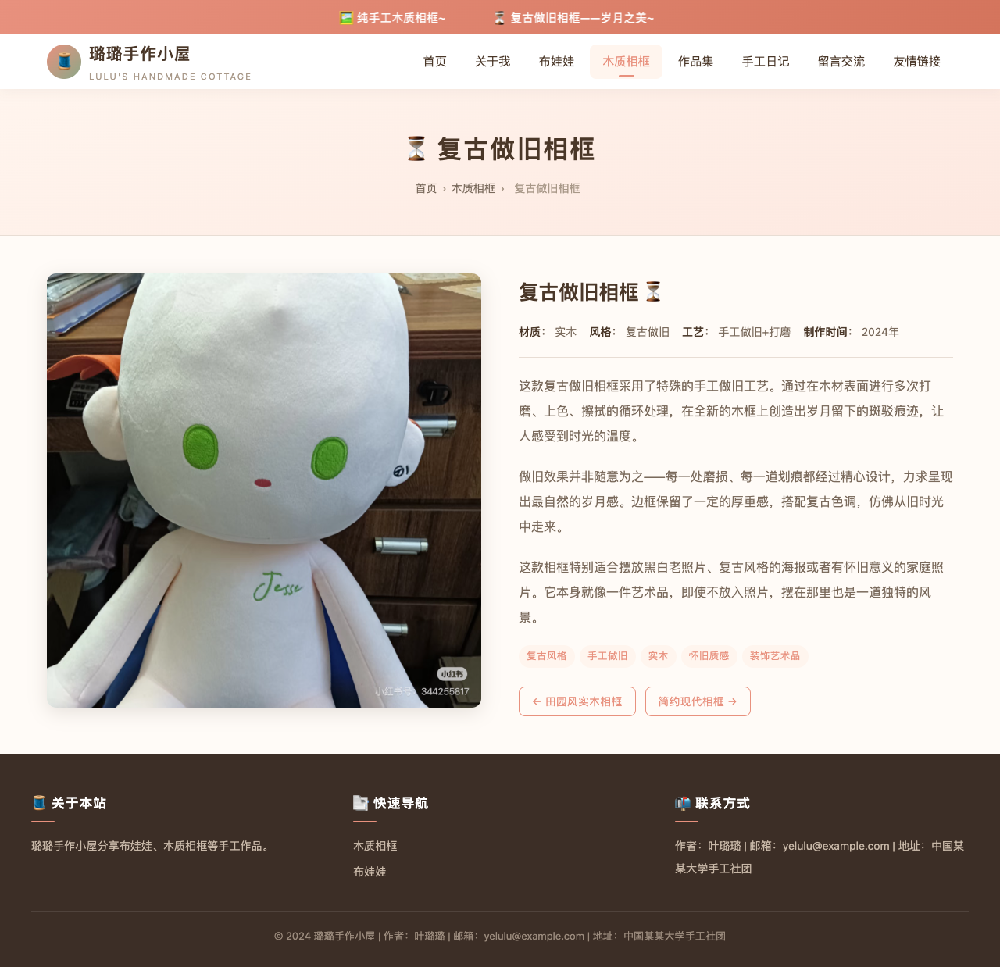 🖼️ 纯手工木质相框~ ⏳ 复古做旧相框——岁月之美~
璐璐手作小屋
LULU'S HANDMADE COTTAGE
首页 关于我 布娃娃 木质相框 作品集 手工日记 留言交流 友情链接
⏳ 复古做旧相框
首页 › 木质相框 › 复古做旧相框
Jesse
小红书
小红书号：344255817
复古做旧相框 ⏳
材质： 实木 风格： 复古做旧 工艺： 手工做旧+打磨 制作时间： 2024年
这款复古做旧相框采用了特殊的手工做旧工艺。通过在木材表面进行多次打
磨、上色、擦拭的循环处理，在全新的木框上创造出岁月留下的斑驳痕迹，让
人感受到时光的温度。
做旧效果并非随意为之——每一处磨损、每一道划痕都经过精心设计，力求呈现
出最自然的岁月感。边框保留了一定的厚重感，搭配复古色调，仿佛从旧时光
中走来。
这款相框特别适合摆放黑白老照片、复古风格的海报或者有怀旧意义的家庭照
片。它本身就像一件艺术品，即使不放入照片，摆在那里也是一道独特的风
景。
复古风格 手工做旧 实木 怀旧质感 装饰艺术品
← 田园风实木相框 简约现代相框 →
🧵 关于本站
璐璐手作小屋分享布娃娃、木质相框等手工作品。
📑 快速导航
木质相框
布娃娃
📬 联系方式
作者：叶璐璐 | 邮箱：yelulu@example.com | 地址：中国某
某大学手工社团
© 2024 璐璐手作小屋 | 作者：叶璐璐 | 邮箱：yelulu@example.com | 地址：中国某某大学手工社团